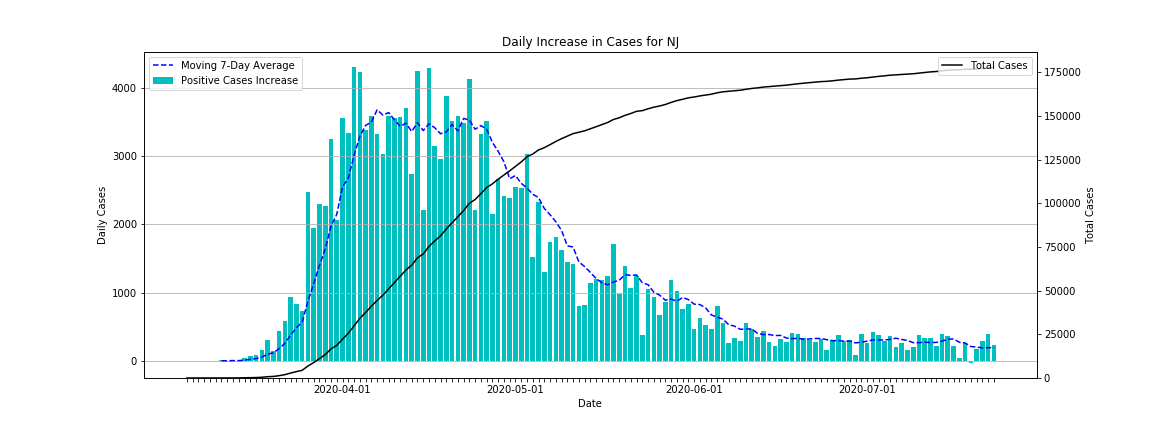 Daily Increase in Cases for NJ
Moving 7-Day Average
Positive Cases Increase
Total Cases
4000
3000
2000
1000
0
Daily Cases
175000
150000
125000
100000
75000
50000
25000
0
Total Cases
2020-04-01
2020-05-01
2020-06-01
2020-07-01
Date